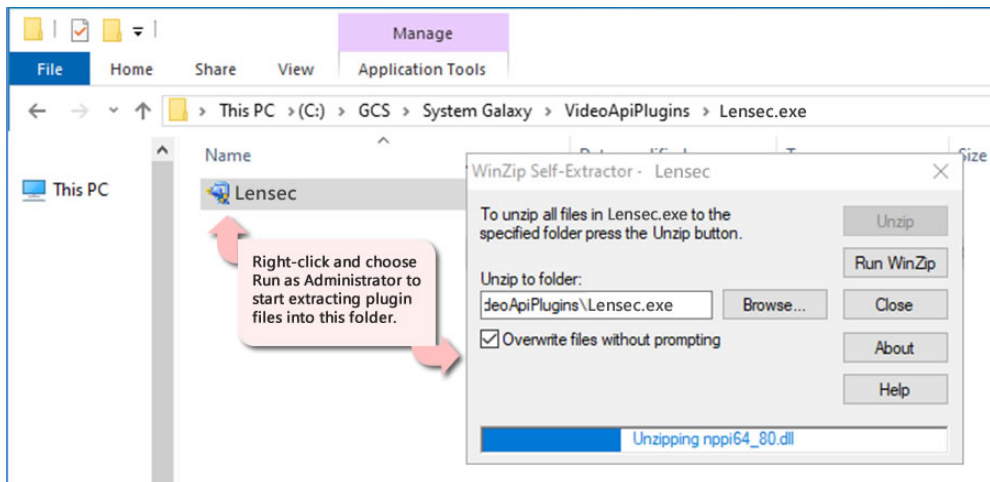 Manage
File
Home
Share
View
Application Tools
This PC > (C:) > GCS > System Galaxy > VideoApiPlugins > Lensec.exe
Name
Size
This PC
Lensec
Right-click and choose
Run as Administrator to
start extracting plugin
files into this folder.
WinZip Self-Extractor - Lensec
To unzip all files in Lensec.exe to the
specified folder press the Unzip button.
Unzip to folder:
deoApiPlugins\Lensec.exe
Browse...
Overwrite files without prompting
Unzip
Run WinZip
Close
About
Help
Unzipping nppi64_80.dll